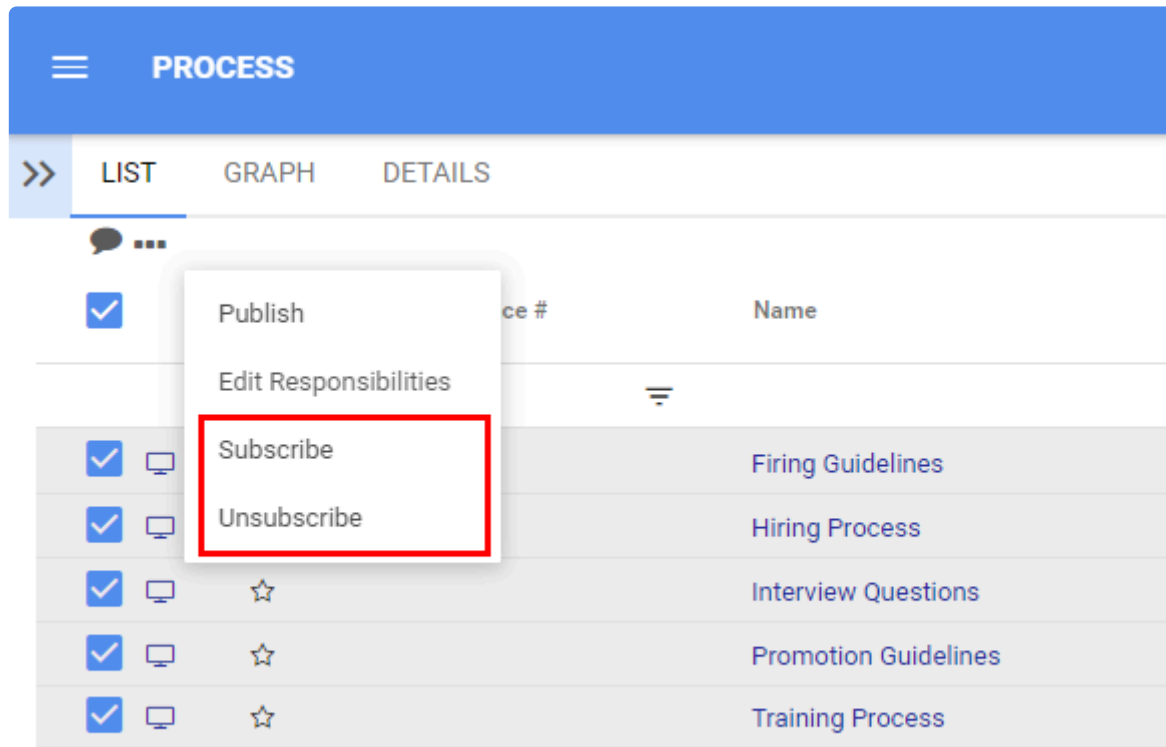 PROCESS
LIST GRAPH DETAILS
Publish
ce # Name
Edit Responsibilities
Subscribe
Firing Guidelines
Unsubscribe
Hiring Process
Interview Questions
Promotion Guidelines
Training Process